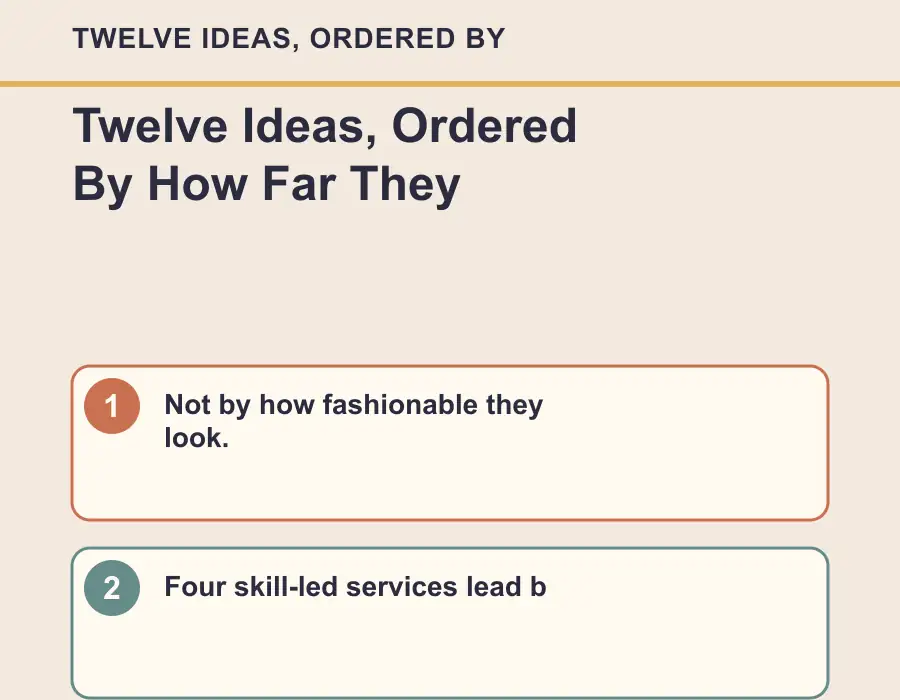 TWELVE IDEAS, ORDERED BY
Twelve Ideas, Ordered
By How Far They
1
Not by how fashionable they
look.
2
Four skill-led services lead b